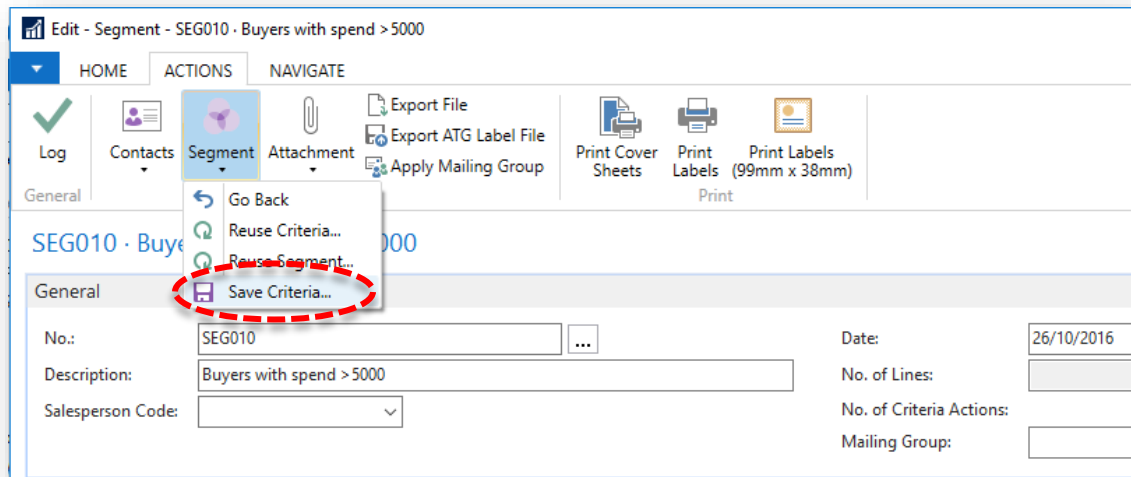 Edit - Segment - SEG010 · Buyers with spend >5000
HOME ACTIONS NAVIGATE
Log
Contacts
Segment
Attachment
Export File
Export ATG Label File
Apply Mailing Group
Print Cover Sheets
Print Labels
Print Labels (99mm x 38mm)
General
Print
Go Back
Reuse Criteria...
Reuse Segment...
Save Criteria...
SEG010 · Buye 000
General
No.: SEG010 ...
Date: 26/10/2016
Description: Buyers with spend >5000
No. of Lines:
Salesperson Code:
No. of Criteria Actions:
Mailing Group: